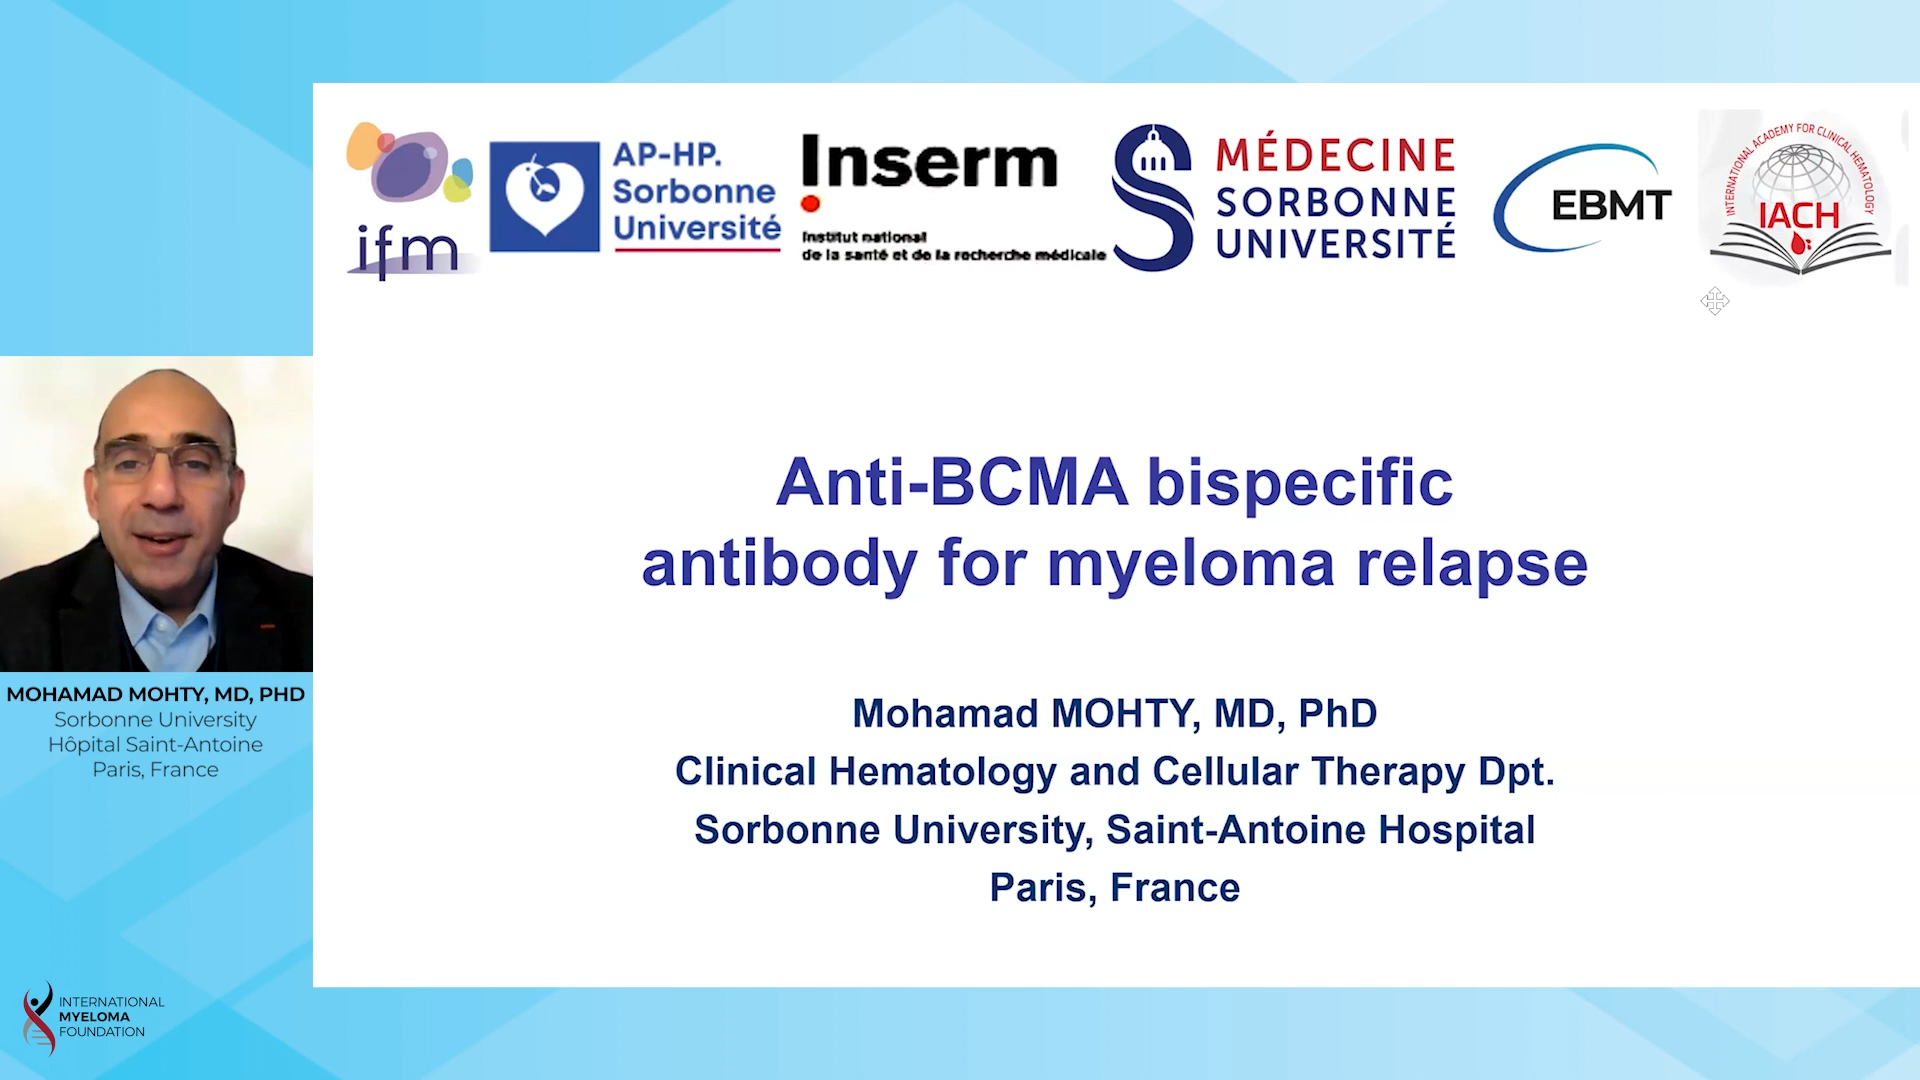 ifm
AP-HP.
Sorbonne
Université
Inserm
Institut national
de la santé et de la recherche médicale
MÉDECINE
SORBONNE
UNIVERSITÉ
EBMT
INTERNATIONAL ACADEMY FOR CLINICAL HEMATOLOGY
IACH
Anti-BCMA bispecific
antibody for myeloma relapse
Mohamad MOHTY, MD, PhD
Clinical Hematology and Cellular Therapy Dpt.
Sorbonne University, Saint-Antoine Hospital
Paris, France
MOHAMAD MOHTY, MD, PHD
Sorbonne University
Hôpital Saint-Antoine
Paris, France
INTERNATIONAL
MYELOMA
FOUNDATION